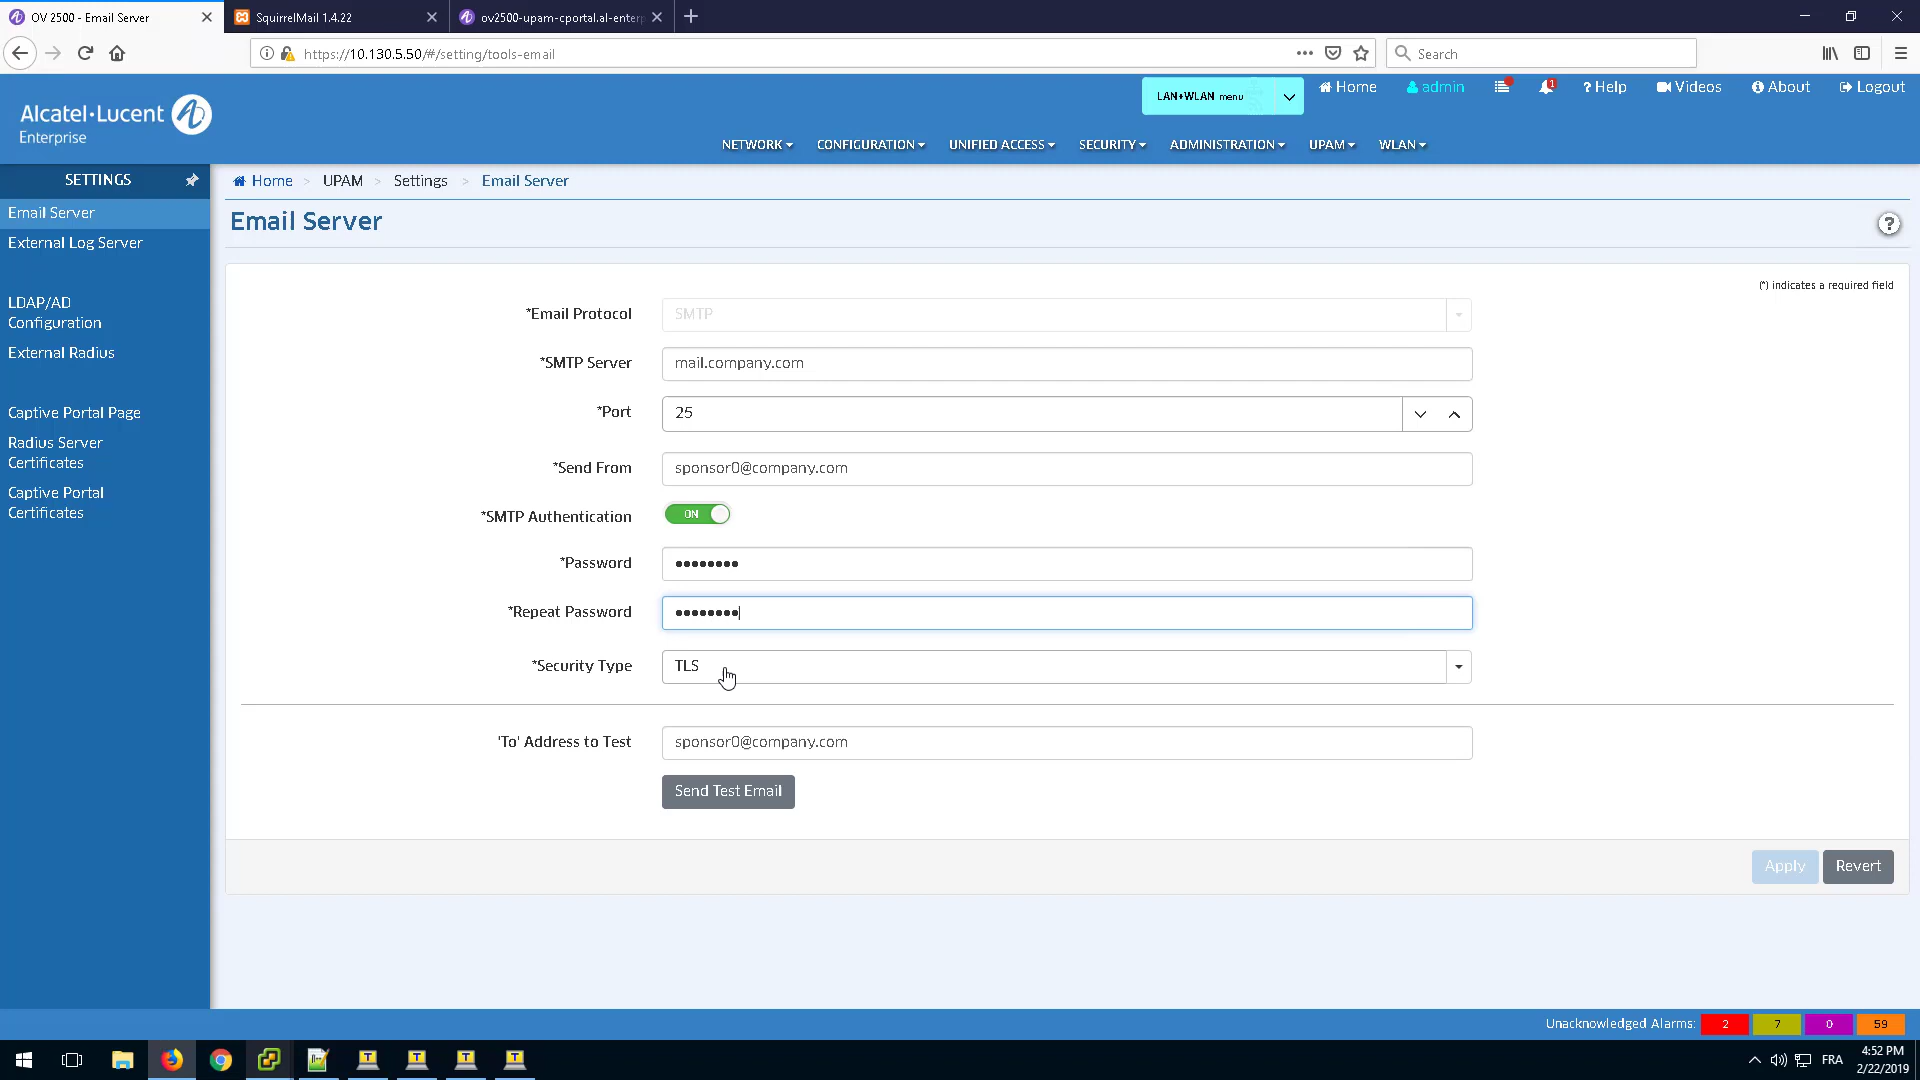 OV 2500 - Email Server
SquirrelMail 1.4.22
ov2500-upam-cportal.al-enterp
https://10.130.5.50/#/setting/tools-email
Search
Alcatel·Lucent
Enterprise
LAN+WLAN menu
Home
admin
1
? Help
Videos
About
Logout
NETWORK
CONFIGURATION
UNIFIED ACCESS
SECURITY
ADMINISTRATION
UPAM
WLAN
SETTINGS
Email Server
External Log Server
LDAP/AD
Configuration
External Radius
Captive Portal Page
Radius Server
Certificates
Captive Portal
Certificates
Home > UPAM > Settings > Email Server
Email Server
?
(*) indicates a required field
*Email Protocol
SMTP
*SMTP Server
mail.company.com
*Port
25
*Send From
sponsor0@company.com
*SMTP Authentication
ON
*Password
••••••••
*Repeat Password
••••••••
*Security Type
TLS
'To' Address to Test
sponsor0@company.com
Send Test Email
Apply
Revert
Unacknowledged Alarms:
2
7
0
59
FRA
4:52 PM
2/22/2019